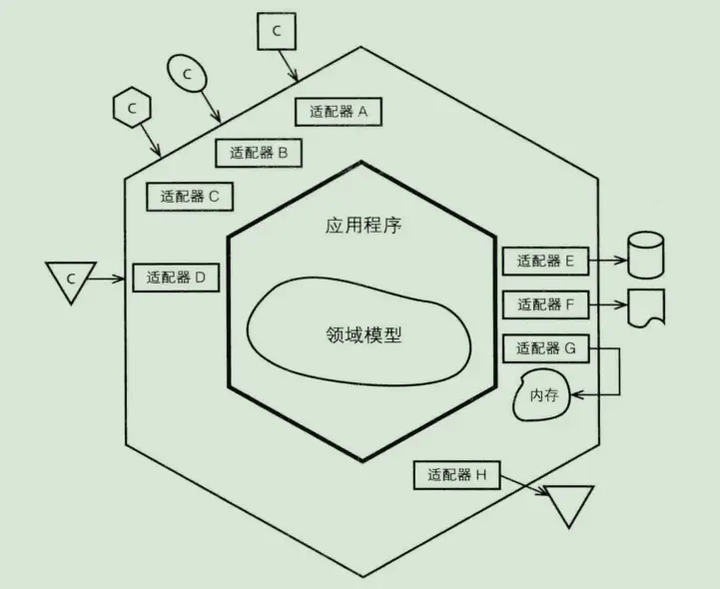 C
C
C
适配器 A
适配器 B
适配器 C
应用程序
C
适配器 D
适配器 E
适配器 F
领域模型
适配器 G
内存
适配器 H